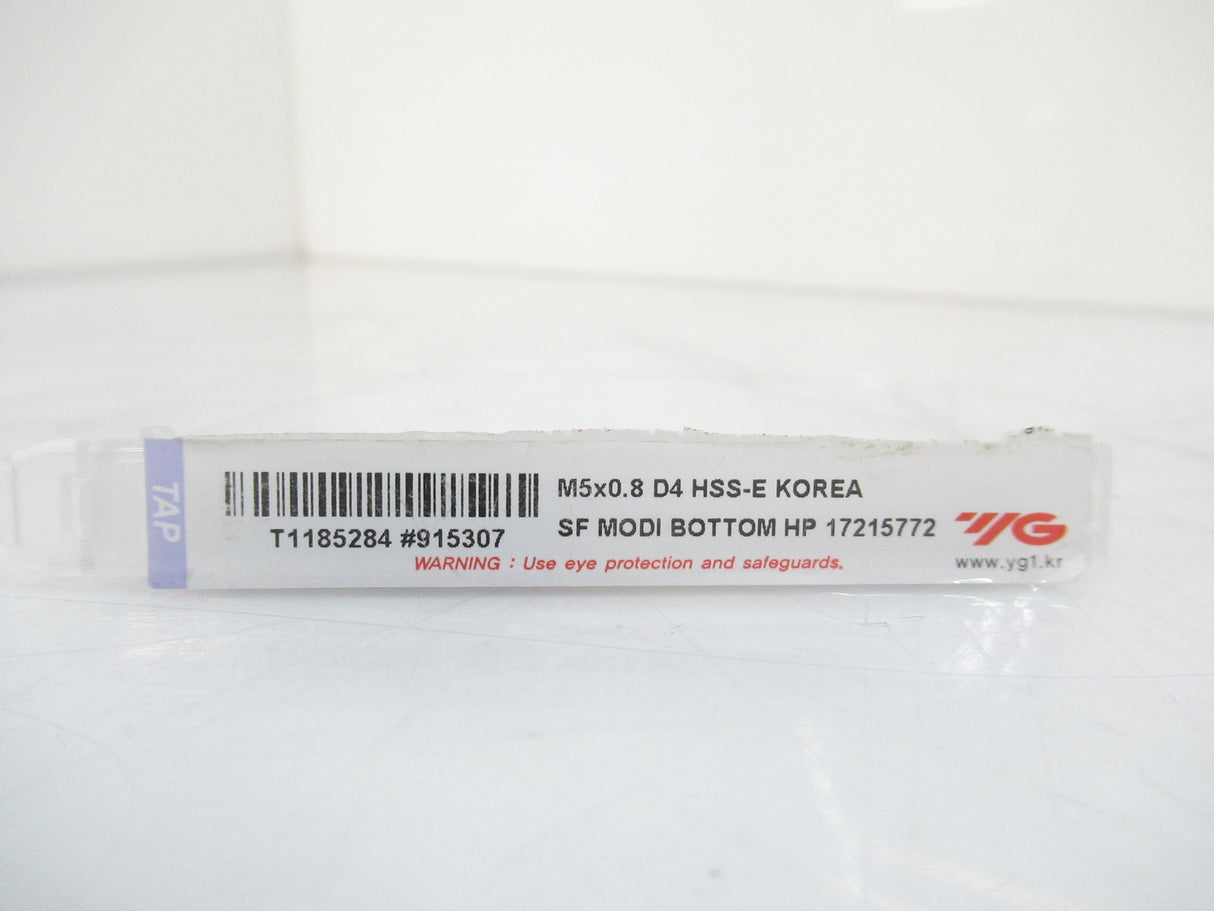 TAP
M5x0.8 D4 HSS-E KOREA
T1185284 #915307
SF MODI BOTTOM HP 17215772
WARNING : Use eye protection and safeguards.
YG
www.yg1.kr